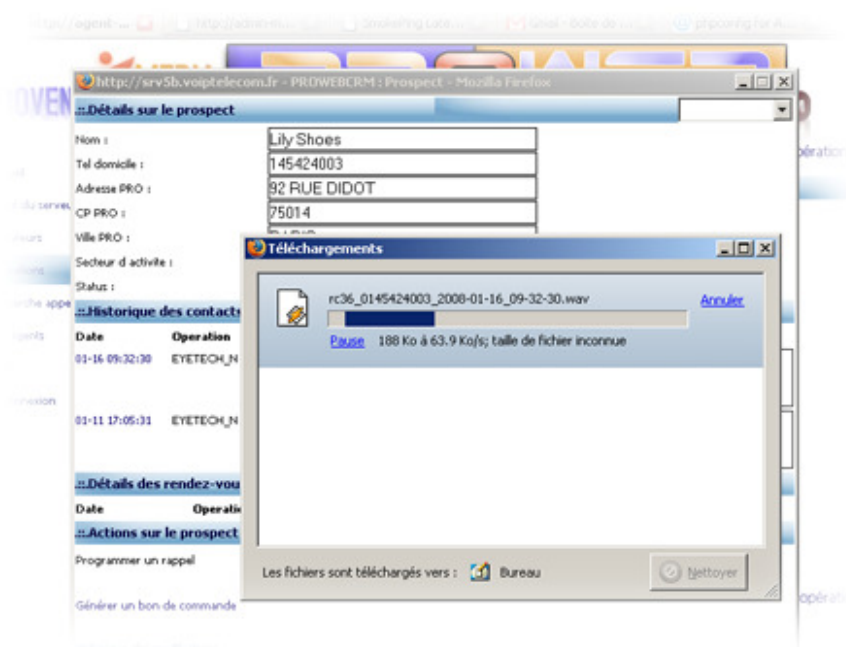 http://srv5b.voiptelecom.fr - PROWEBCRM : Prospect - Mozilla Firefox
.::Détails sur le prospect
Nom :
Lily Shoes
Tel domicile :
145424003
Adresse PRO :
92 RUE DIDOT
CP PRO :
75014
Ville PRO :
Secteur d activite :
Status :
.::Historique des contacts
Date Operation
01-16 09:32:30 EYETECH_N
01-11 17:05:31 EYETECH_N
.::Détails des rendez-vou
Date Operati
.::Actions sur le prospect
Programmer un rappel
Générer un bon de commande
Téléchargements
rc36_0145424003_2008-01-16_09-32-30.wav
Annuler
Pause 188 Ko à 63.9 Ko/s; taille de fichier inconnue
Les fichiers sont téléchargés vers : Bureau
Nettoyer